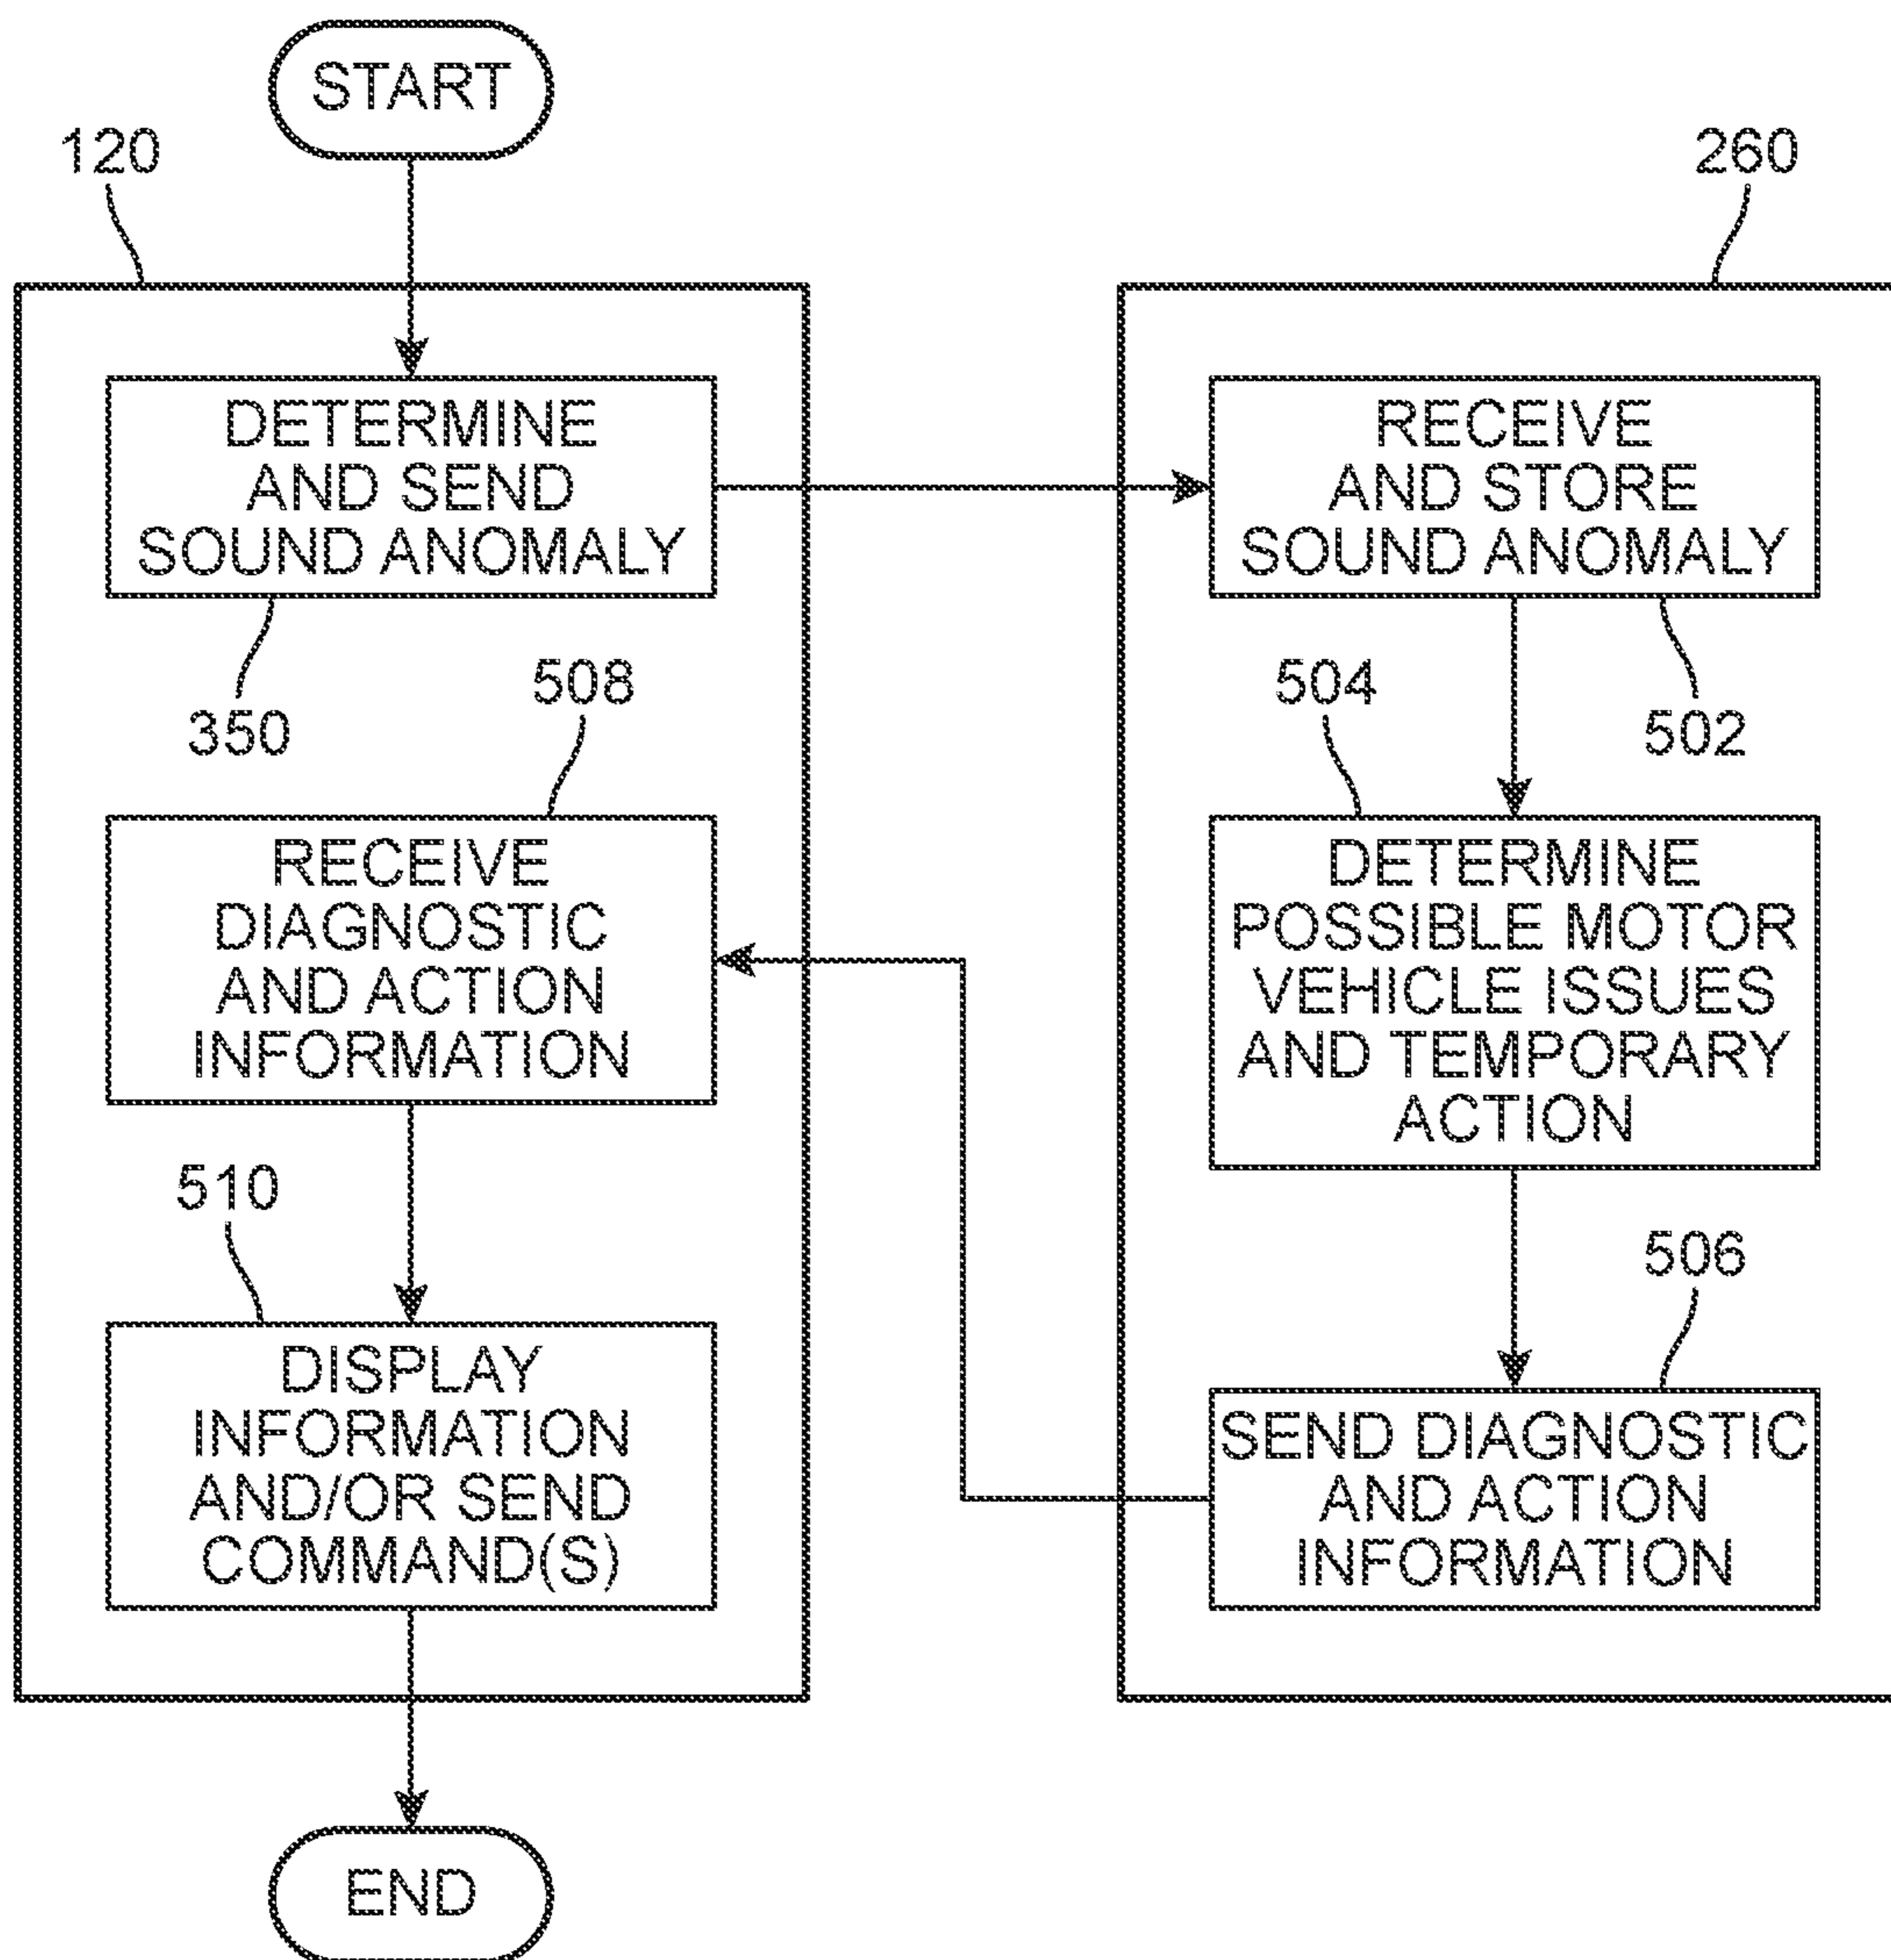 START
120
260
DETERMINE
AND SEND
SOUND ANOMALY
350
RECEIVE
AND STORE
SOUND ANOMALY
502
504
DETERMINE
POSSIBLE MOTOR
VEHICLE ISSUES
AND TEMPORARY
ACTION
506
SEND DIAGNOSTIC
AND ACTION
INFORMATION
508
RECEIVE
DIAGNOSTIC
AND ACTION
INFORMATION
510
DISPLAY
INFORMATION
AND/OR SEND
COMMAND(S)
END